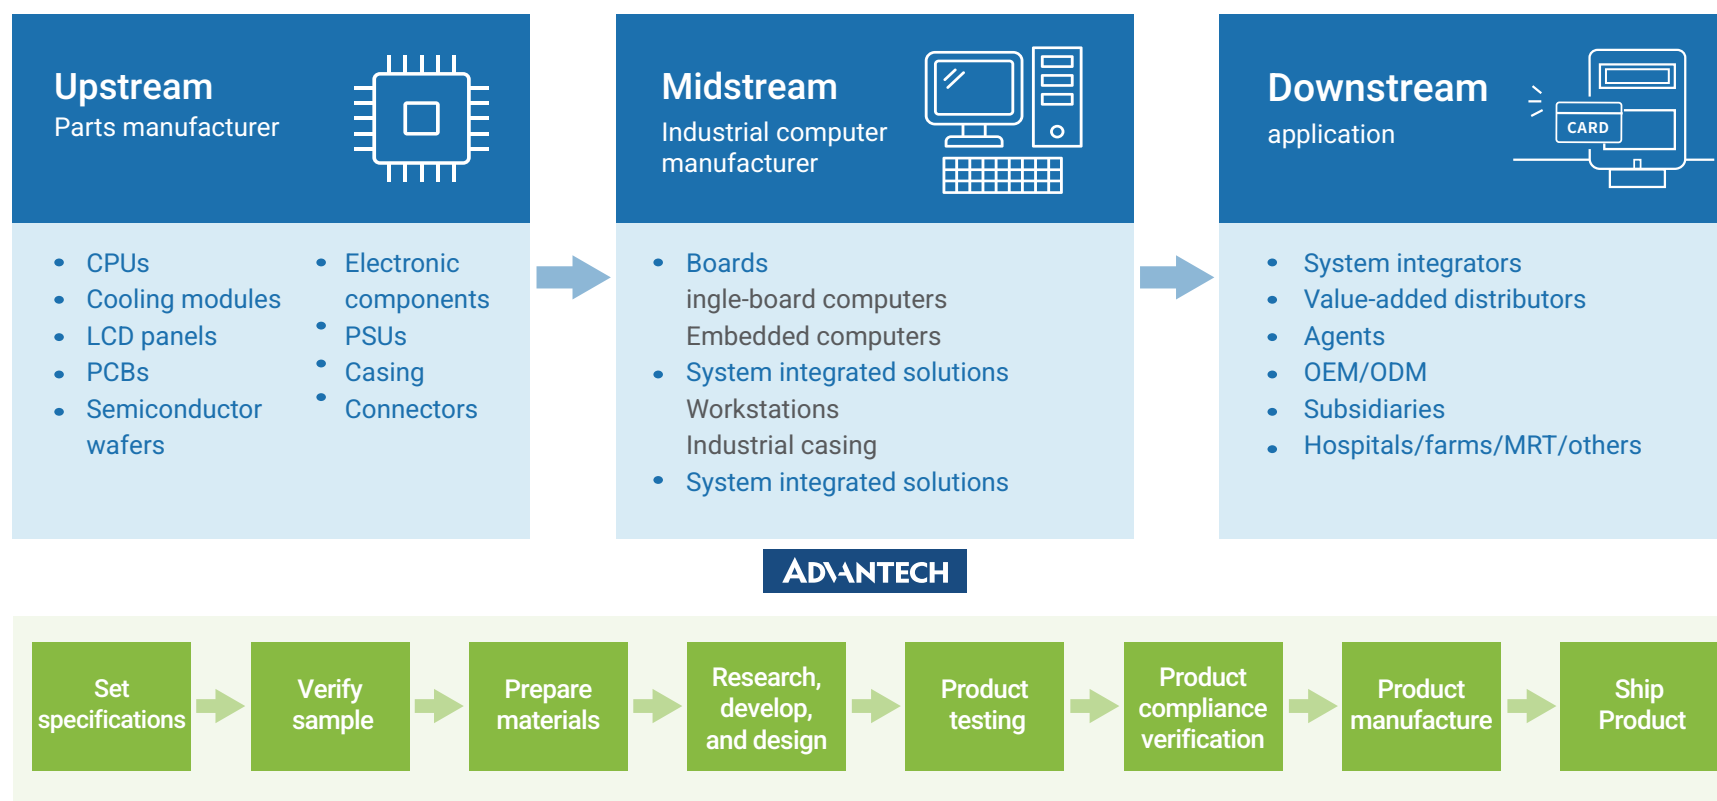 Upstream
Parts manufacturer
CPUs
Cooling modules
LCD panels
PCBs
Semiconductor
wafers
Electronic
components
PSUs
Casing
Connectors
Midstream
Industrial computer
manufacturer
Boards
ingle-board computers
Embedded computers
System integrated solutions
Workstations
Industrial casing
System integrated solutions
Downstream
application
CARD
System integrators
Value-added distributors
Agents
OEM/ODM
Subsidiaries
Hospitals/farms/MRT/others
ADVANTECH
Set
specifications
Verify
sample
Prepare
materials
Research,
develop,
and design
Product
testing
Product
compliance
verification
Product
manufacture
Ship
Product